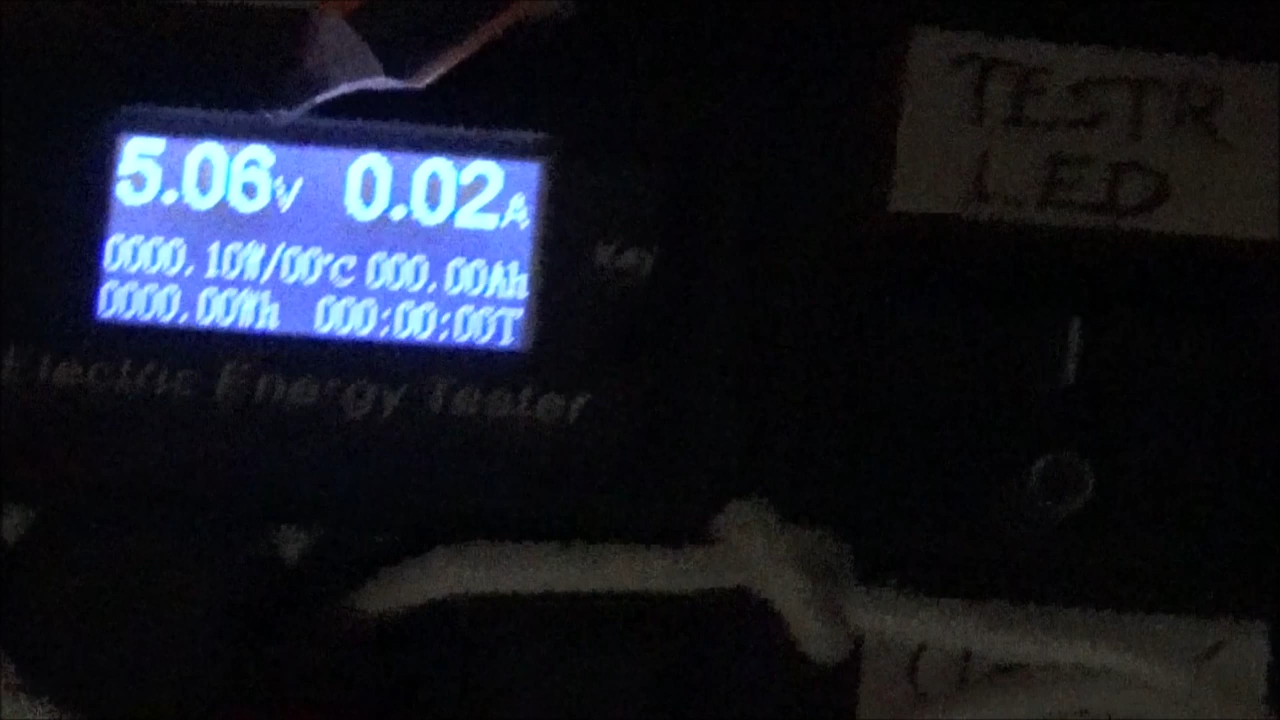 5.06V 0.02A
0000.10W/00°C 000.00Ah
0000.00Wh 000:00:00T
Electric Energy Tester
Key
TESTR
LED